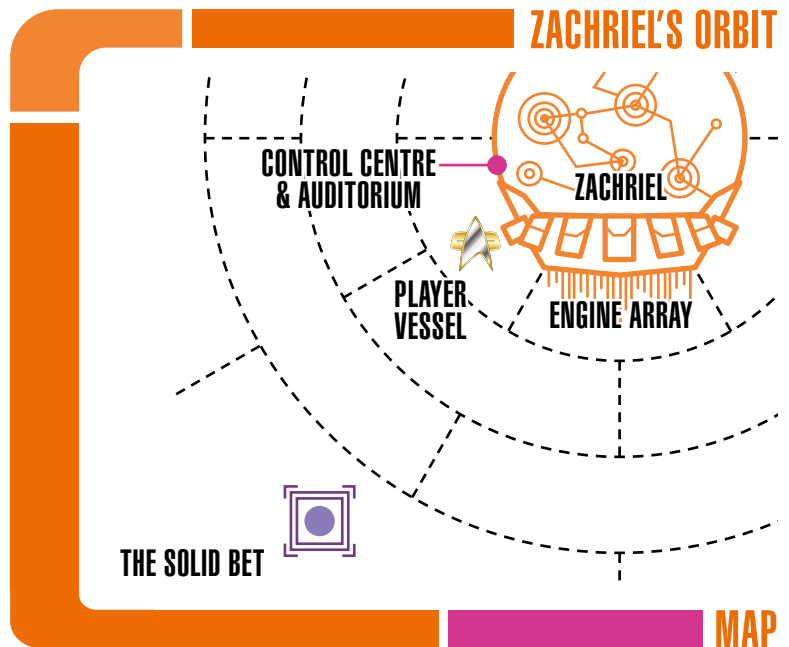 ZACHRIEL'S ORBIT
CONTROL CENTRE
& AUDITORIUM
ZACHRIEL
PLAYER
VESSEL
ENGINE ARRAY
THE SOLID BET
MAP